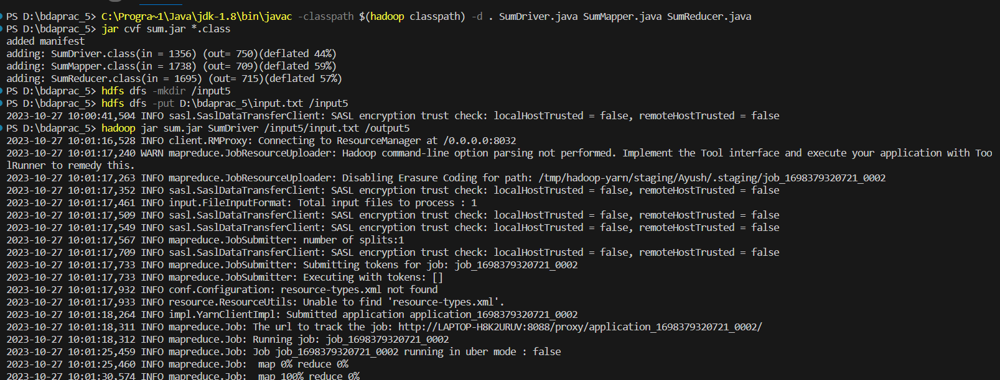 PS D:\bdaprac_5> C:\Progra~1\Java\jdk-1.8\bin\javac -classpath $(hadoop classpath) -d . SumDriver.java SumMapper.java SumReducer.java
PS D:\bdaprac_5> jar cvf sum.jar *.class
added manifest
adding: SumDriver.class(in = 1356) (out= 750)(deflated 44%)
adding: SumMapper.class(in = 1738) (out= 709)(deflated 59%)
adding: SumReducer.class(in = 1695) (out= 715)(deflated 57%)
PS D:\bdaprac_5> hdfs dfs -mkdir /input5
PS D:\bdaprac_5> hdfs dfs -put D:\bdaprac_5\input.txt /input5
2023-10-27 10:00:41,504 INFO sasl.SaslDataTransferClient: SASL encryption trust check: localHostTrusted = false, remoteHostTrusted = false
PS D:\bdaprac_5> hadoop jar sum.jar SumDriver /input5/input.txt /output5
2023-10-27 10:01:16,528 INFO client.RMProxy: Connecting to ResourceManager at /0.0.0.0:8032
2023-10-27 10:01:17,240 WARN mapreduce.JobResourceUploader: Hadoop command-line option parsing not performed. Implement the Tool interface and execute your application with Too
lRunner to remedy this.
2023-10-27 10:01:17,263 INFO mapreduce.JobResourceUploader: Disabling Erasure Coding for path: /tmp/hadoop-yarn/staging/Ayush/.staging/job_1698379320721_0002
2023-10-27 10:01:17,352 INFO sasl.SaslDataTransferClient: SASL encryption trust check: localHostTrusted = false, remoteHostTrusted = false
2023-10-27 10:01:17,461 INFO input.FileInputFormat: Total input files to process : 1
2023-10-27 10:01:17,509 INFO sasl.SaslDataTransferClient: SASL encryption trust check: localHostTrusted = false, remoteHostTrusted = false
2023-10-27 10:01:17,549 INFO sasl.SaslDataTransferClient: SASL encryption trust check: localHostTrusted = false, remoteHostTrusted = false
2023-10-27 10:01:17,567 INFO mapreduce.JobSubmitter: number of splits:1
2023-10-27 10:01:17,709 INFO sasl.SaslDataTransferClient: SASL encryption trust check: localHostTrusted = false, remoteHostTrusted = false
2023-10-27 10:01:17,733 INFO mapreduce.JobSubmitter: Submitting tokens for job: job_1698379320721_0002
2023-10-27 10:01:17,733 INFO mapreduce.JobSubmitter: Executing with tokens: []
2023-10-27 10:01:17,932 INFO conf.Configuration: resource-types.xml not found
2023-10-27 10:01:17,933 INFO resource.ResourceUtils: Unable to find 'resource-types.xml'.
2023-10-27 10:01:18,264 INFO impl.YarnClientImpl: Submitted application application_1698379320721_0002
2023-10-27 10:01:18,311 INFO mapreduce.Job: The url to track the job: http://LAPTOP-H8K2URUV:8088/proxy/application_1698379320721_0002/
2023-10-27 10:01:18,312 INFO mapreduce.Job: Running job: job_1698379320721_0002
2023-10-27 10:01:25,459 INFO mapreduce.Job: Job job_1698379320721_0002 running in uber mode : false
2023-10-27 10:01:25,460 INFO mapreduce.Job:  map 0% reduce 0%
2023-10-27 10:01:30,574 INFO mapreduce.Job:  map 100% reduce 0%